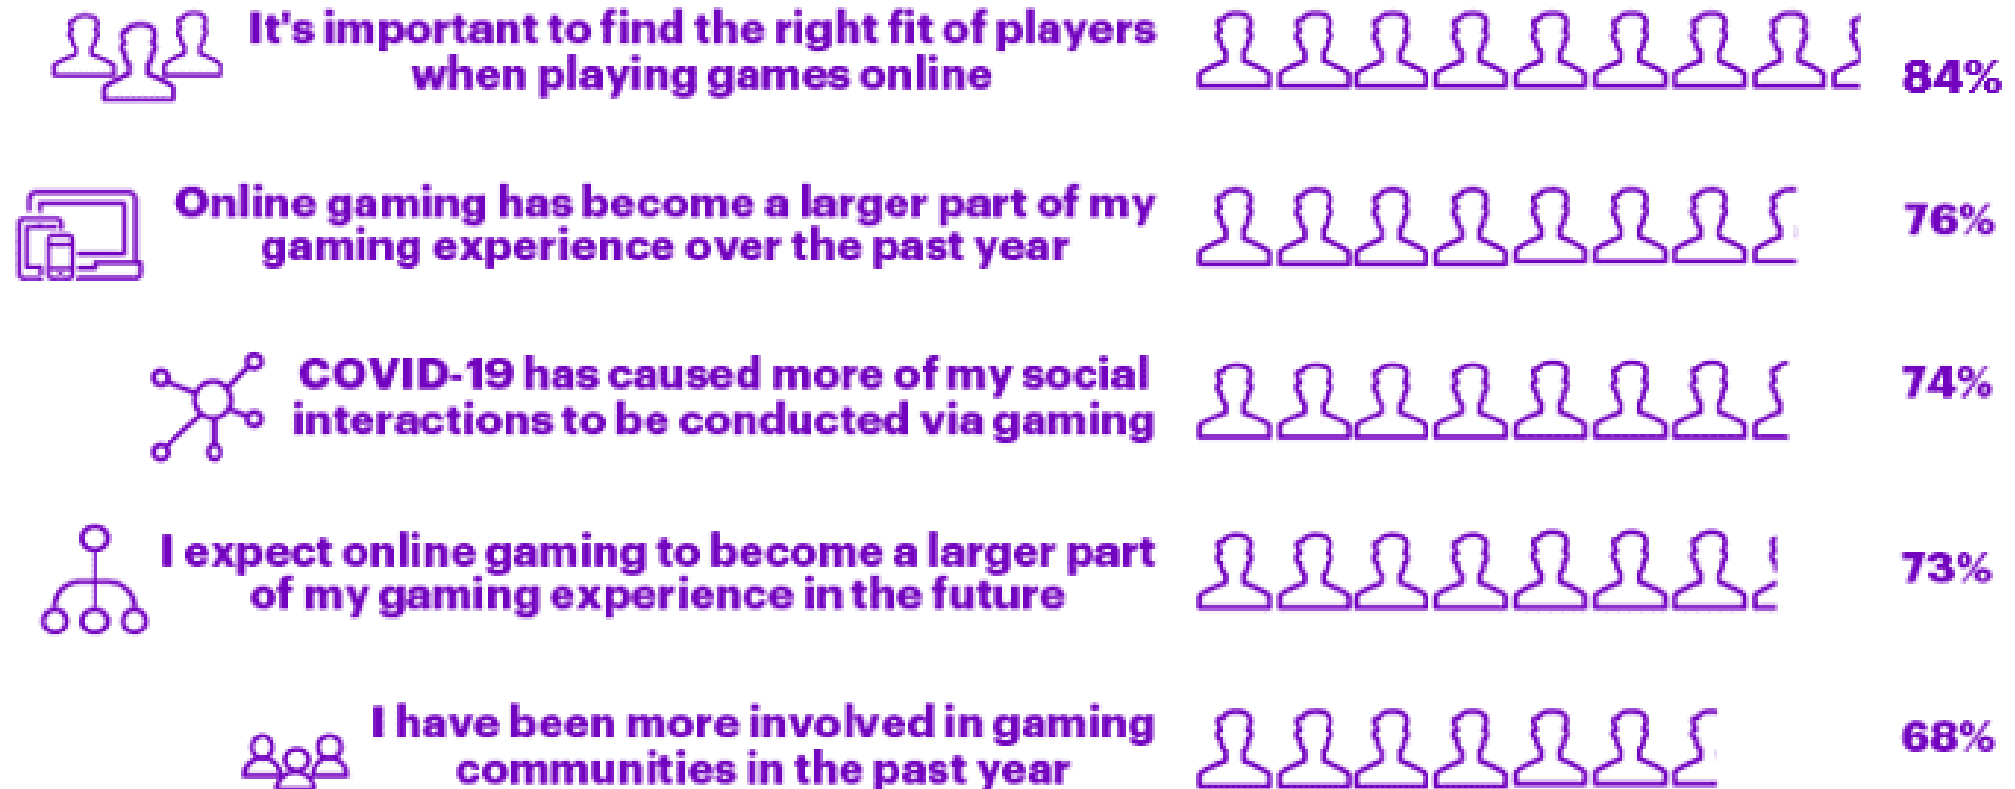 It's important to find the right fit of players
when playing games online
84%
Online gaming has become a larger part of my
gaming experience over the past year
76%
COVID-19 has caused more of my social
interactions to be conducted via gaming
74%
I expect online gaming to become a larger part
of my gaming experience in the future
73%
I have been more involved in gaming
communities in the past year
68%